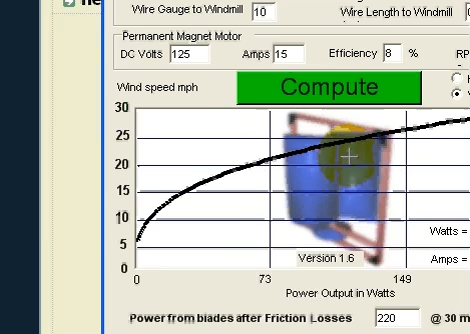 Wire Gauge to Windmill 10 Wire Length to Windmill
Permanent Magnet Motor
DC Volts 125 Amps 15 Efficiency 8 %
Wind speed mph Compute
30
25
20
15
10
Watts =
5
Version 1.6 Amps =
0
0 73 149
Power Output in Watts
Power from blades after Friction Losses 220 @ 30 m